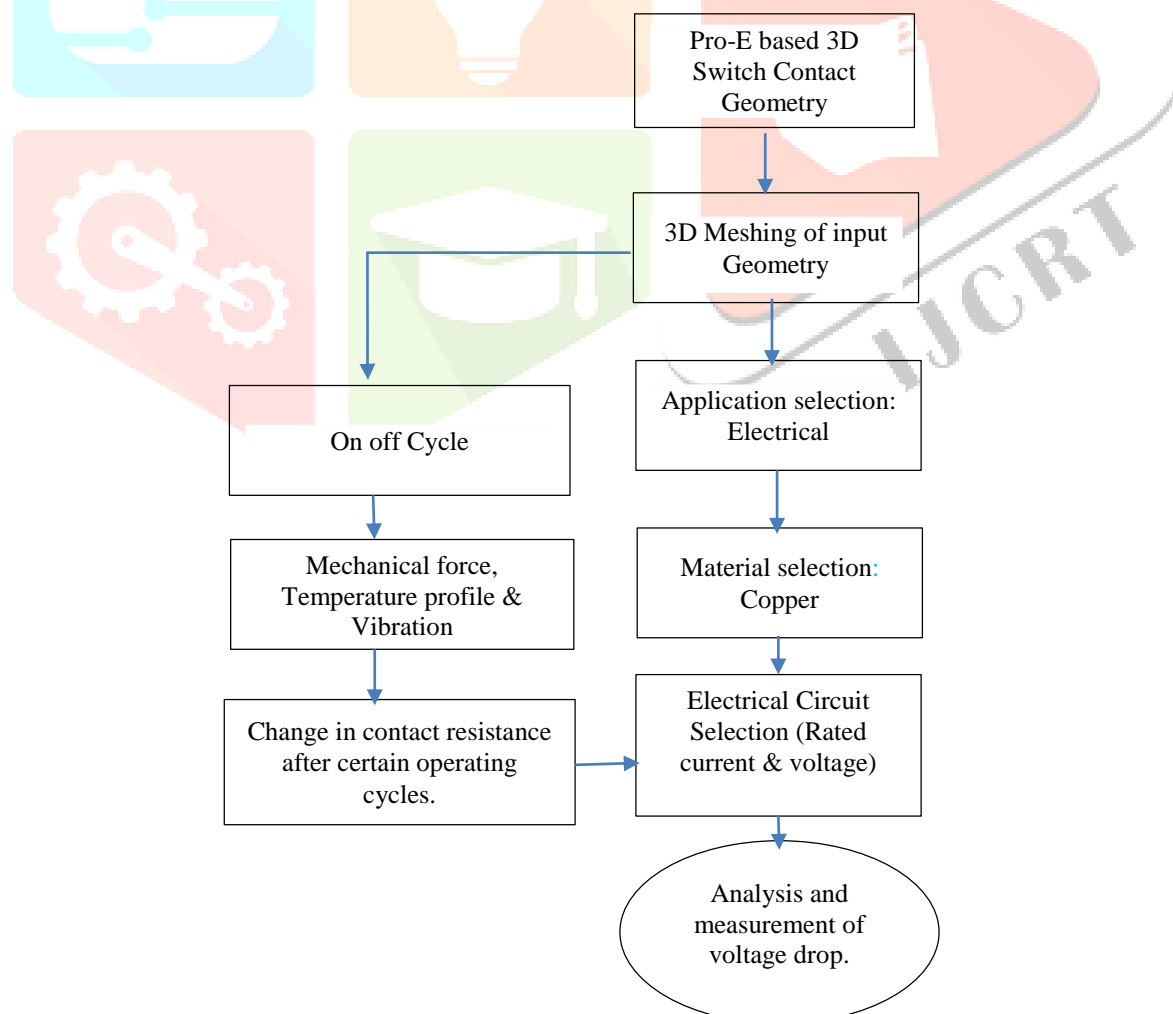 Pro-E based 3D
Switch Contact
Geometry
3D Meshing of input
Geometry
IJCRT
Application selection:
Electrical
On off Cycle
Mechanical force,
Temperature profile &
Vibration
Material selection:
Copper
Change in contact resistance
after certain operating
cycles.
Electrical Circuit
Selection (Rated
current & voltage)
Analysis and
measurement of
voltage drop.